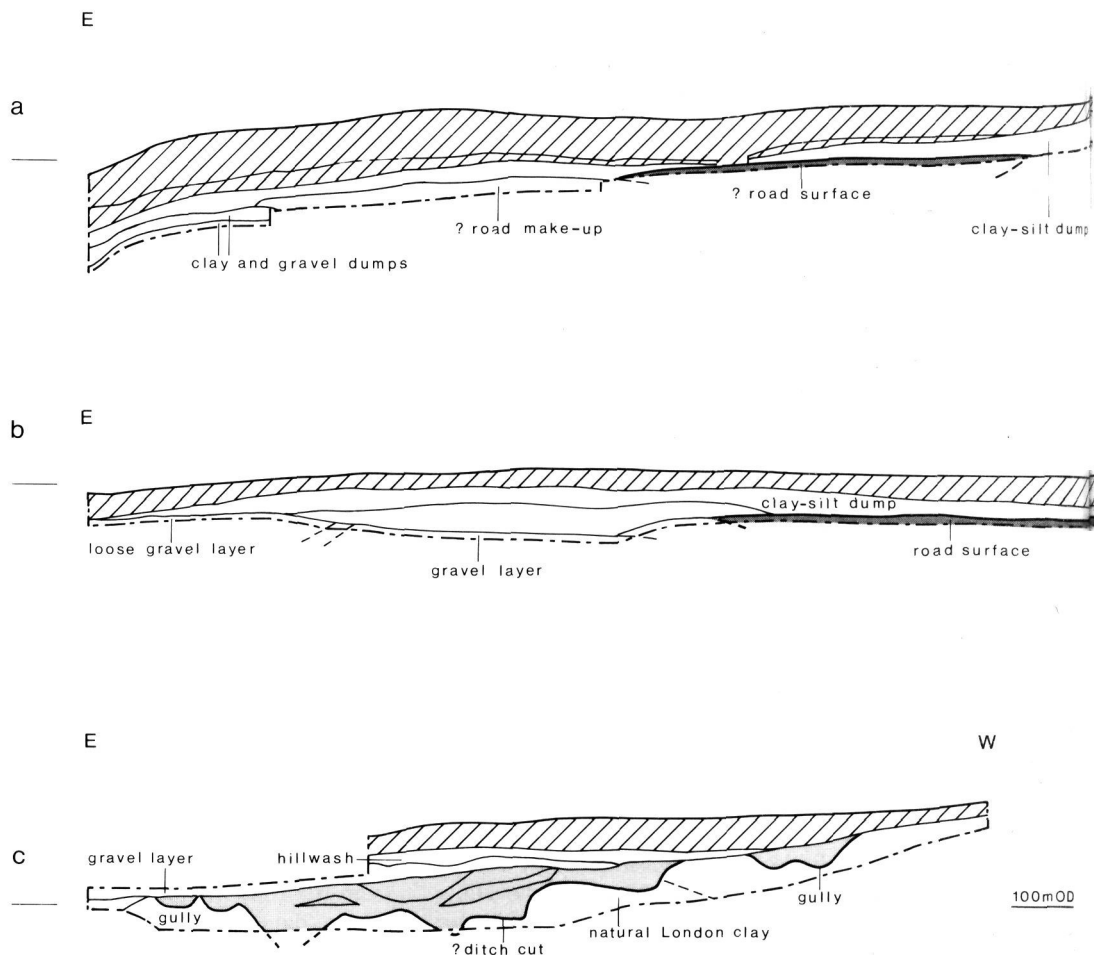 E
a
? road surface
? road make-up
clay-silt dump
clay and gravel dumps
E
b
clay-silt dump
loose gravel layer
road surface
gravel layer
E
W
c
gravel layer
hillwash
gully
gully
100mOD
natural London clay
?ditch cut